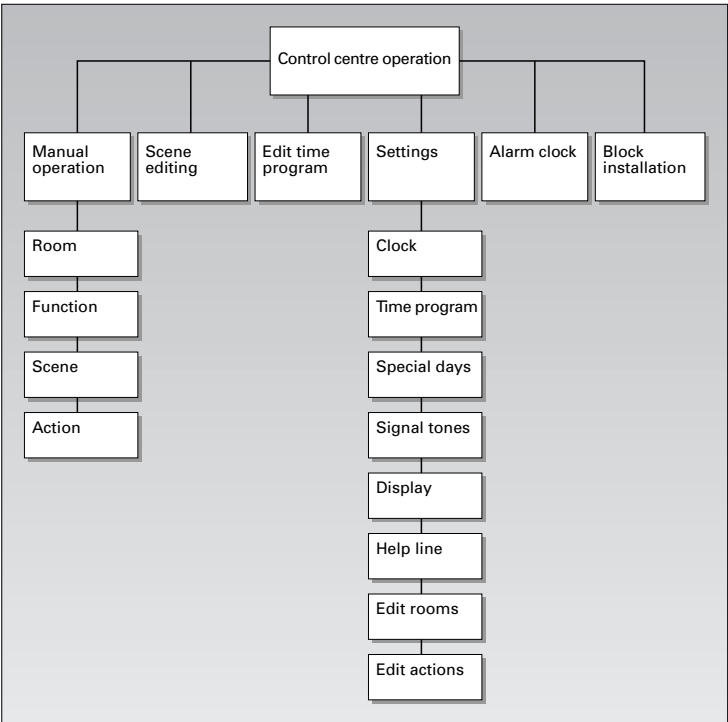 Control centre operation
Manual
operation
Scene
editing
Edit time
program
Settings
Alarm clock
Block
installation
Room
Function
Scene
Action
Clock
Time program
Special days
Signal tones
Display
Help line
Edit rooms
Edit actions